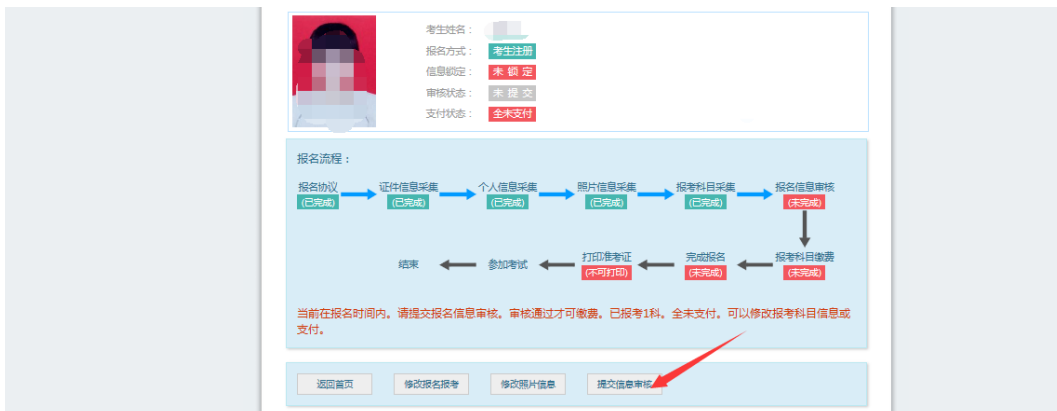 考生姓名：
报名方式： 考生注册
信息锁定： 未 锁 定
审核状态： 未 提 交
支付状态： 全未支付
报名流程：
报名协议 证件信息采集 个人信息采集 照片信息采集 报考科目采集 报名信息审核
(已完成) (已完成) (已完成) (已完成) (已完成) (未完成)
结束 参加考试 打印准考证 完成报名 报考科目缴费
(不可打印) (未完成) (未完成)
当前在报名时间内。请提交报名信息审核。审核通过才可缴费。已报考1科。全未支付。可以修改报考科目信息或
支付。
返回首页 修改报名报考 修改照片信息 提交信息审核